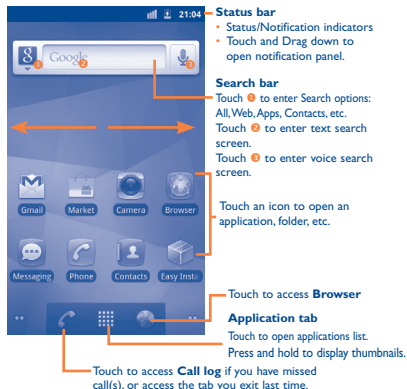 21:04
Status bar
• Status/Notification indicators
• Touch and Drag down to
open notification panel.
8 1 Google 2 3
Search bar
Touch 1 to enter Search options:
All, Web, Apps, Contacts, etc.
Touch 2 to enter text search
screen.
Touch 3 to enter voice search
screen.
Gmail Market Camera Browser
Touch an icon to open an
application, folder, etc.
Messaging Phone Contacts Easy Insta
Touch to access Browser
Application tab
Touch to open applications list.
Press and hold to display thumbnails.
Touch to access Call log if you have missed
call(s), or access the tab you exit last time.